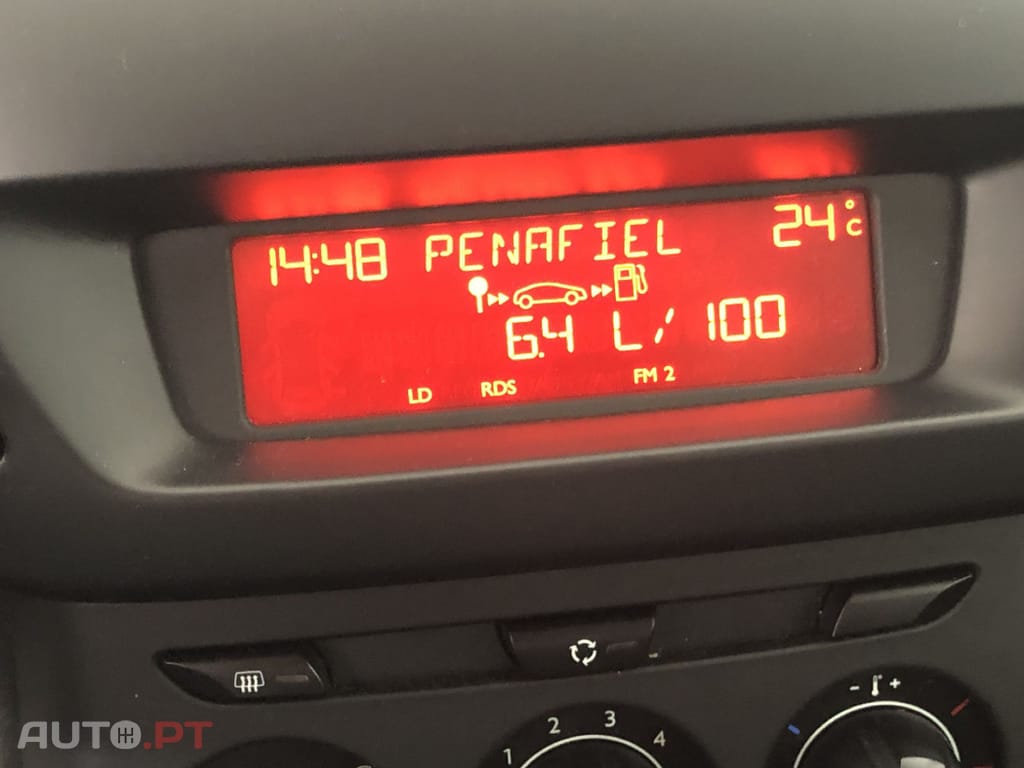 14:48 PENAFIEL 24°C
6.4 L/100
LD RDS FM 2
- +
1 2 3 4
AUTO.PT